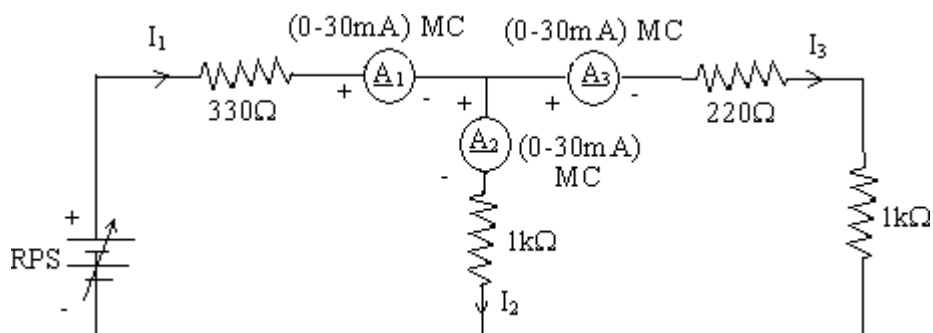 (0-30mA) MC
(0-30mA) MC
I1
I3
+ A1 -
+ A3 -
330Ω
220Ω
+
A2
-
(0-30mA)
MC
1kΩ
1kΩ
+
RPS
-
I2